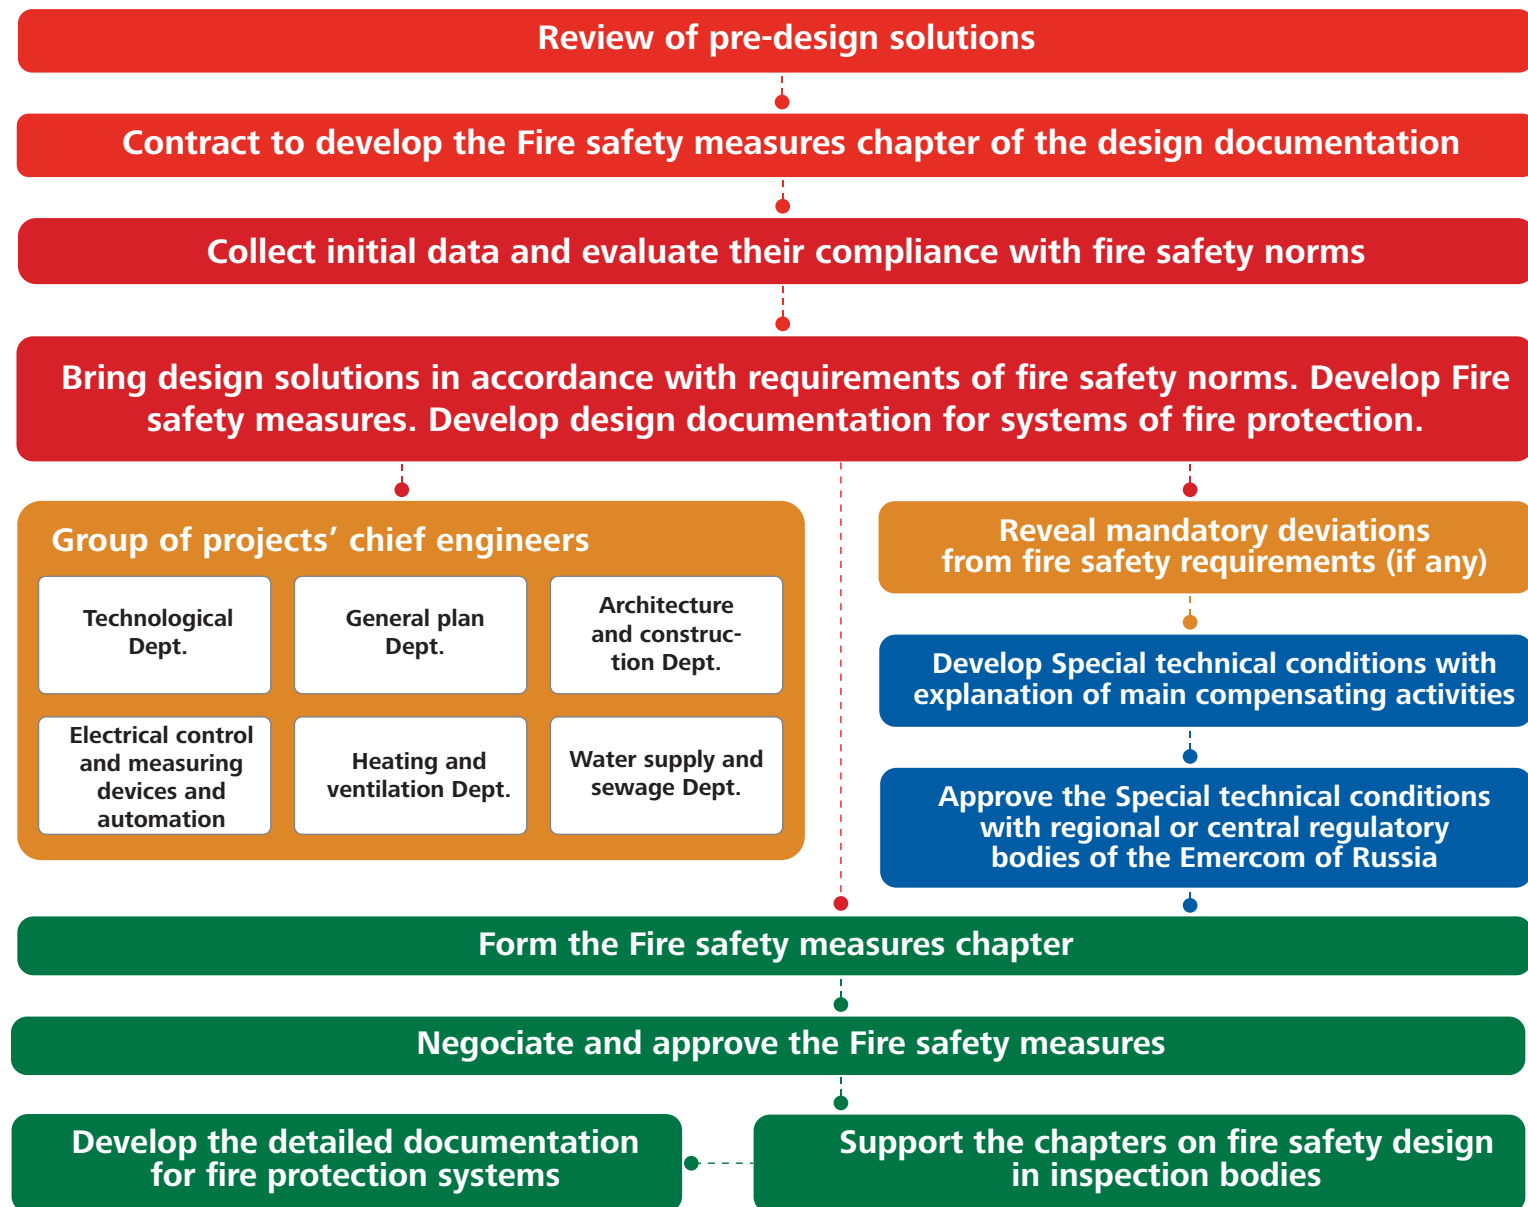 Review of pre-design solutions
Contract to develop the Fire safety measures chapter of the design documentation
Collect initial data and evaluate their compliance with fire safety norms
Bring design solutions in accordance with requirements of fire safety norms. Develop Fire
safety measures. Develop design documentation for systems of fire protection.
Group of projects’ chief engineers
Technological
Dept.
General plan
Dept.
Architecture
and construc-
tion Dept.
Electrical control
and measuring
devices and
automation
Heating and
ventilation Dept.
Water supply and
sewage Dept.
Reveal mandatory deviations
from fire safety requirements (if any)
Develop Special technical conditions with
explanation of main compensating activities
Approve the Special technical conditions
with regional or central regulatory
bodies of the Emercom of Russia
Form the Fire safety measures chapter
Negociate and approve the Fire safety measures
Develop the detailed documentation
for fire protection systems
Support the chapters on fire safety design
in inspection bodies